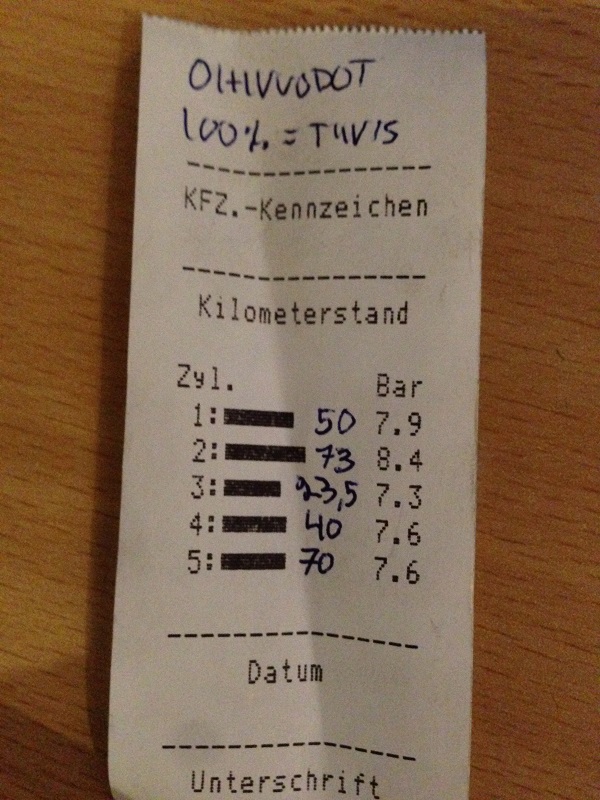 OHIVUODOT
100% = TIIVIS
KFZ.-Kennzeichen
Kilometerstand
Zyl. Bar
1: 50 7.9
2: 73 8.4
3: 23,5 7.3
4: 40 7.6
5: 70 7.6
Datum
Unterschrift